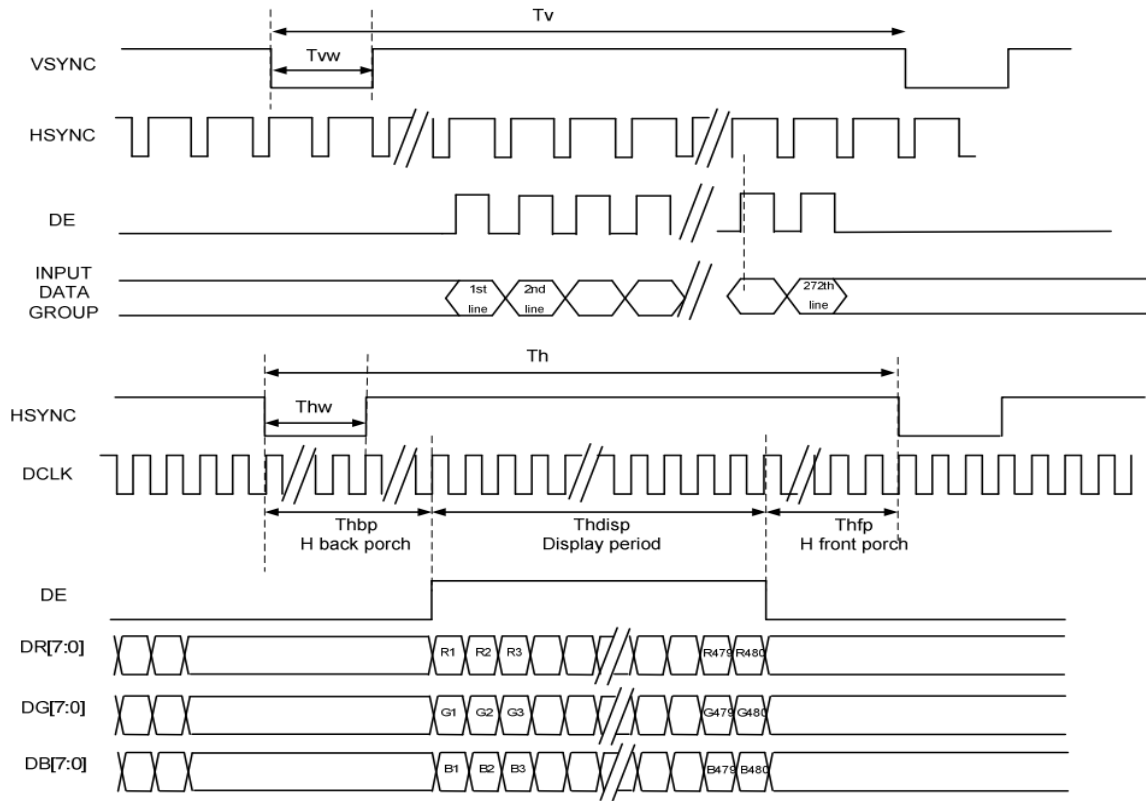 Tv
Tvw
VSYNC
HSYNC
DE
INPUT
DATA
GROUP
1st
line
2nd
line
272th
line
Th
HSYNC
Thw
DCLK
Thbp
H back porch
Thdisp
Display period
Thfp
H front porch
DE
DR[7:0]
R1 R2 R3 R479 R480
DG[7:0]
G1 G2 G3 G479 G480
DB[7:0]
B1 B2 B3 B479 B480